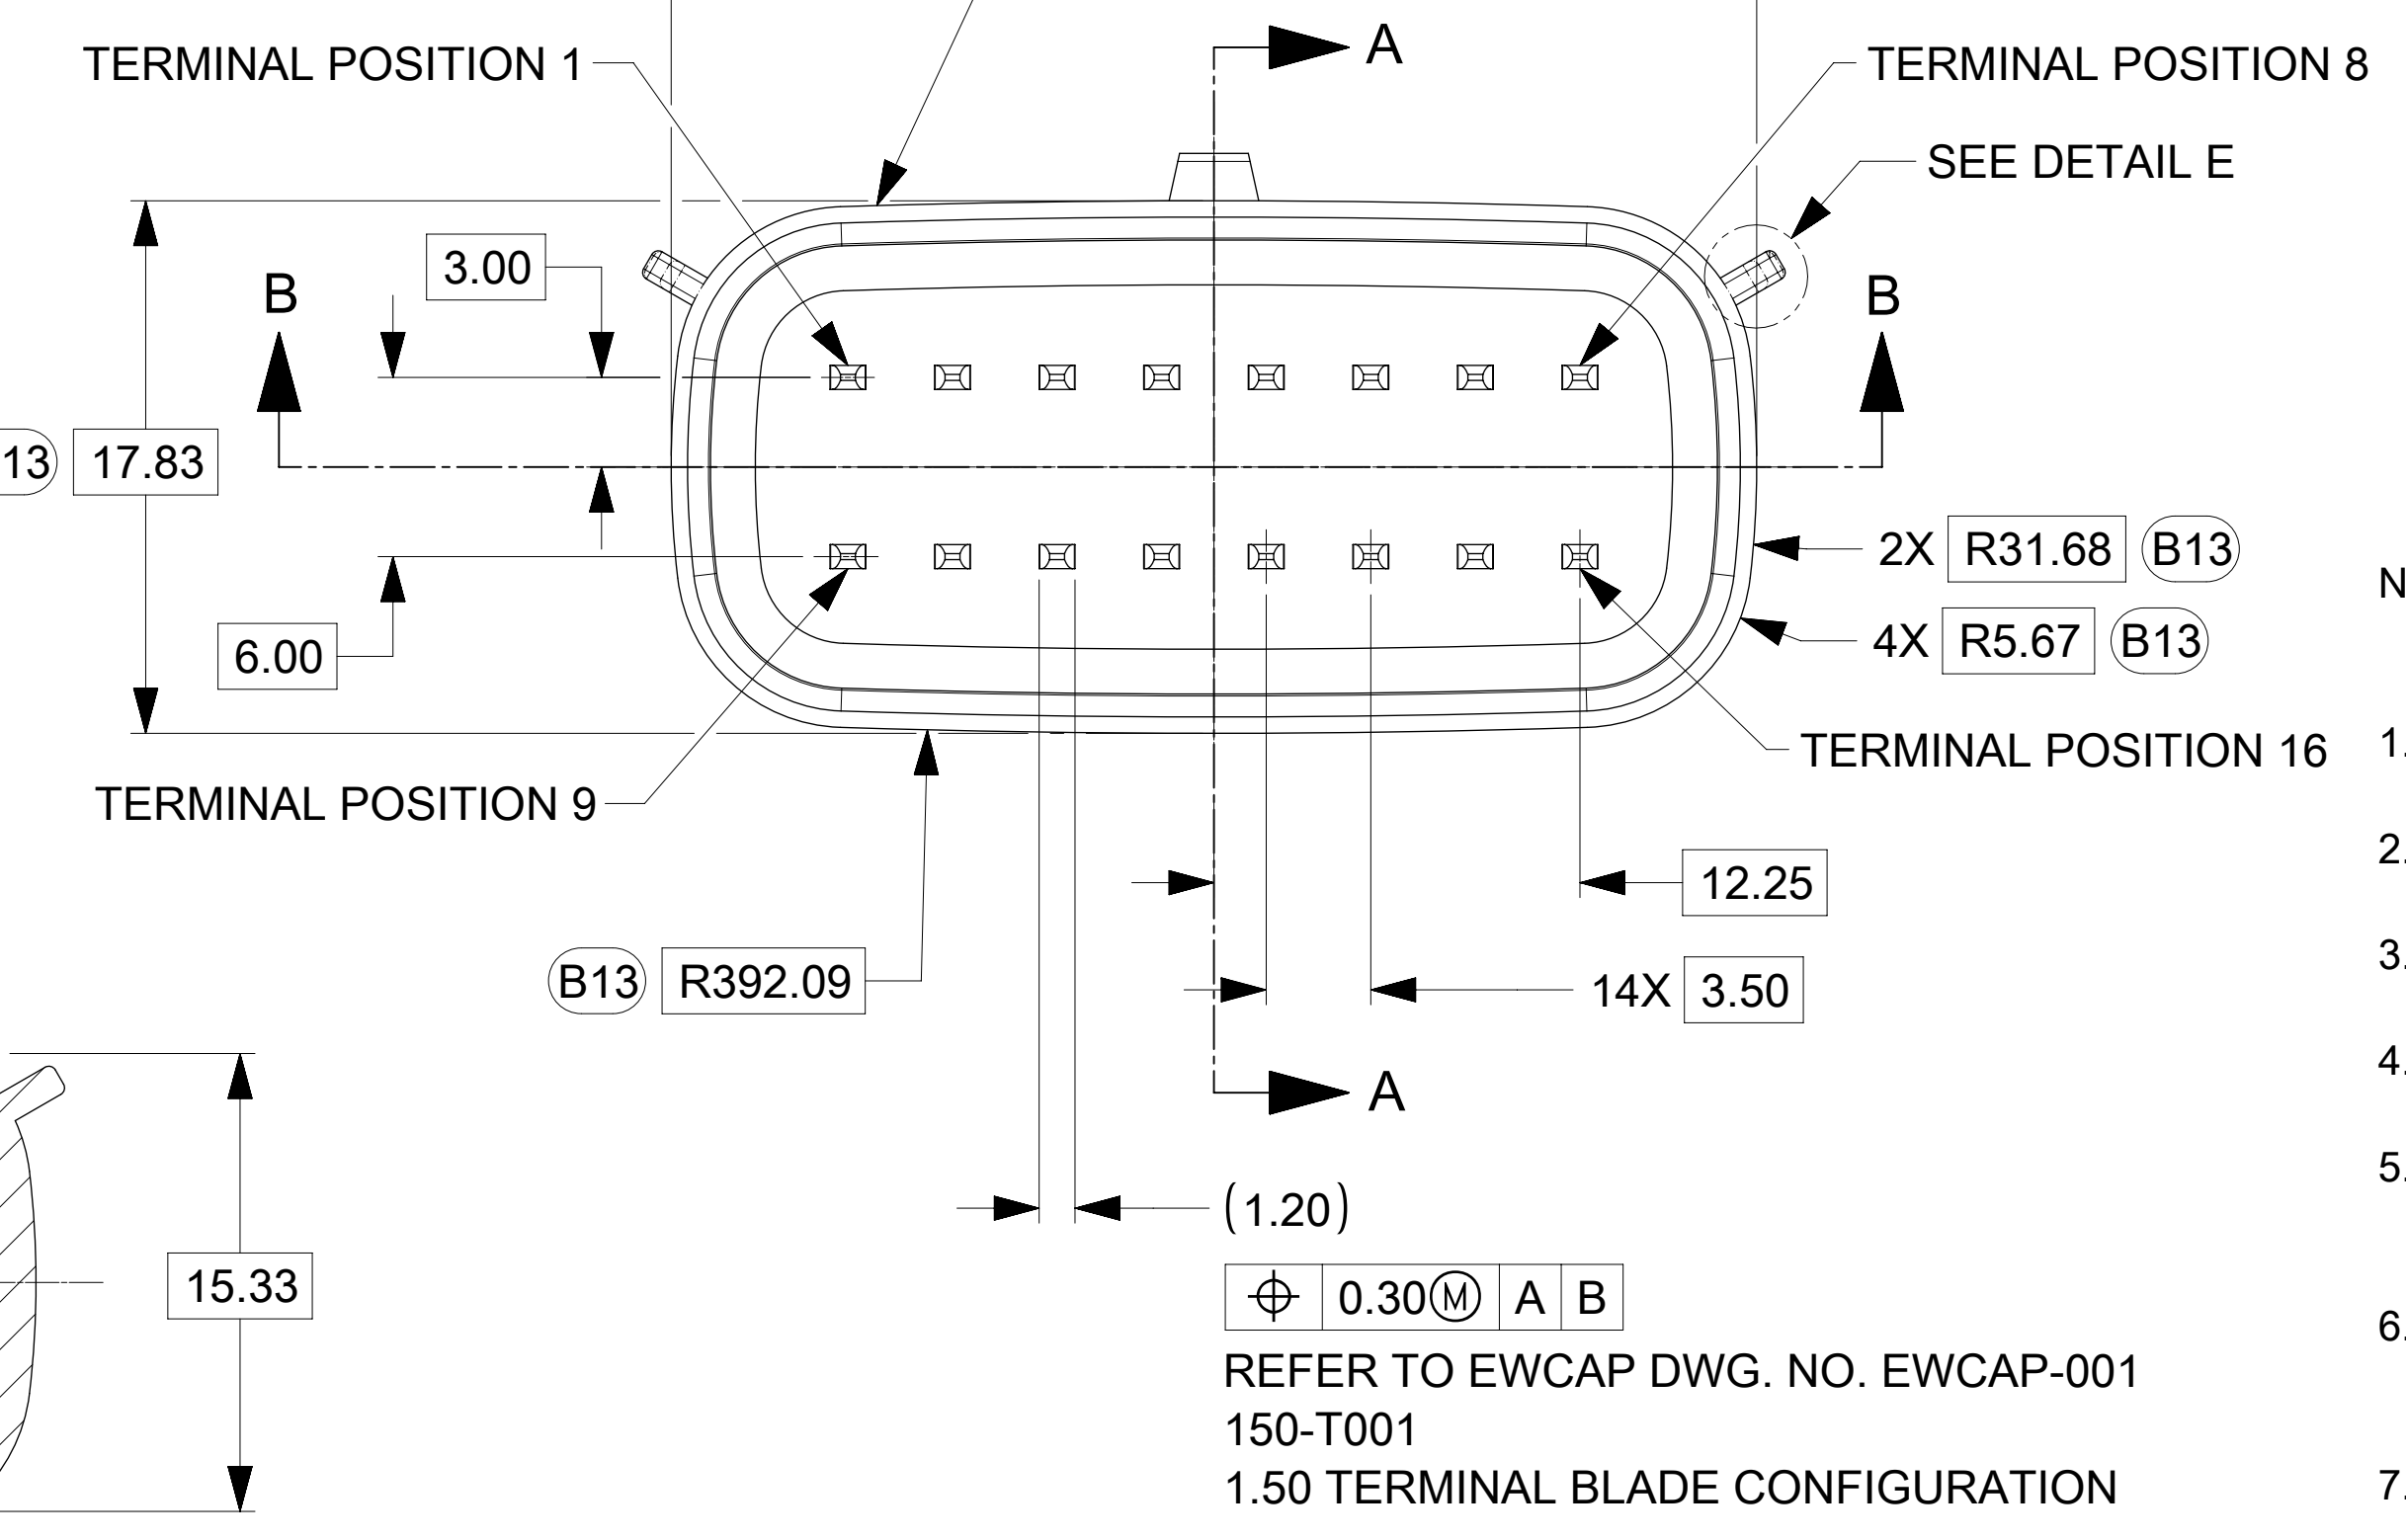 A
TERMINAL POSITION 1
TERMINAL POSITION 8
SEE DETAIL E
3.00
B
B
13
17.83
2X R31.68 B13
N
6.00
4X R5.67 B13
1.
TERMINAL POSITION 16
TERMINAL POSITION 9
2.
12.25
3.
B13 R392.09
14X 3.50
4.
A
5.
(1.20)
15.33
⌖ 0.30Ⓜ A B
6.
REFER TO EWCAP DWG. NO. EWCAP-001
150-T001
1.50 TERMINAL BLADE CONFIGURATION
7.